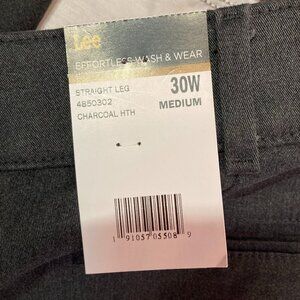 Lee
EFFORTLESS WASH & WEAR
STRAIGHT LEG
4850302
CHARCOAL HTH
30W
MEDIUM
1 91057 05508 9